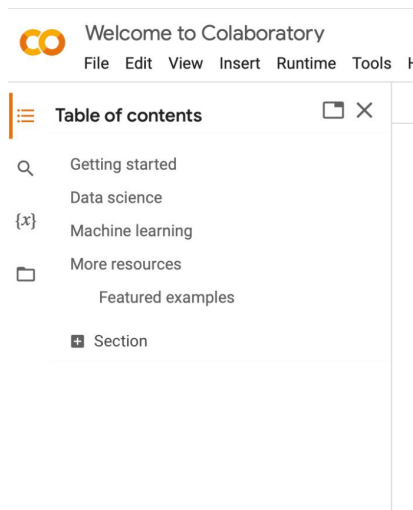 Welcome to Colaboratory
File Edit View Insert Runtime Tools H
Table of contents
Getting started
Data science
{x}
Machine learning
More resources
Featured examples
Section